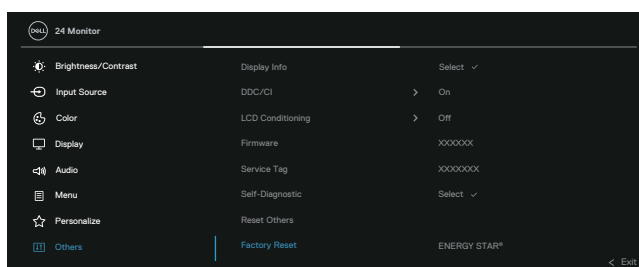 DELL 24 Monitor
Brightness/Contrast Display Info Select
Input Source DDC/CI > On
Color LCD Conditioning > Off
Display Firmware XXXXXX
Audio Service Tag XXXXXXX
Menu Self-Diagnostic Select
Personalize Reset Others
Others Factory Reset ENERGY STAR®
< Exit